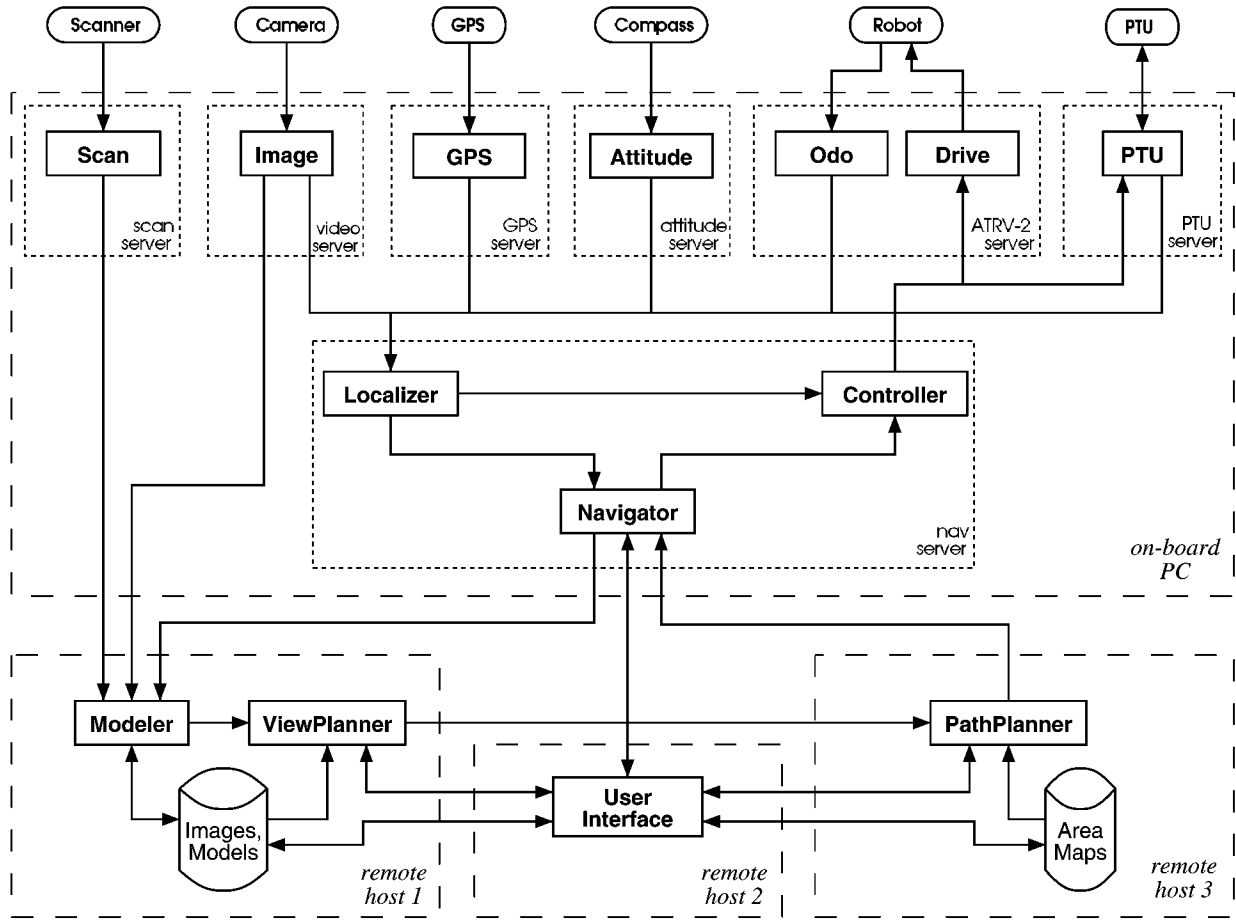 Scanner
Camera
GPS
Compass
Robot
PTU
Scan
Image
GPS
Attitude
Odo
Drive
PTU
scan
server
video
server
GPS
server
attitude
server
ATRV-2
server
PTU
server
Localizer
Controller
Navigator
nav
server
on-board
PC
Modeler
ViewPlanner
PathPlanner
User
Interface
Images,
Models
Area
Maps
remote
host 1
remote
host 2
remote
host 3